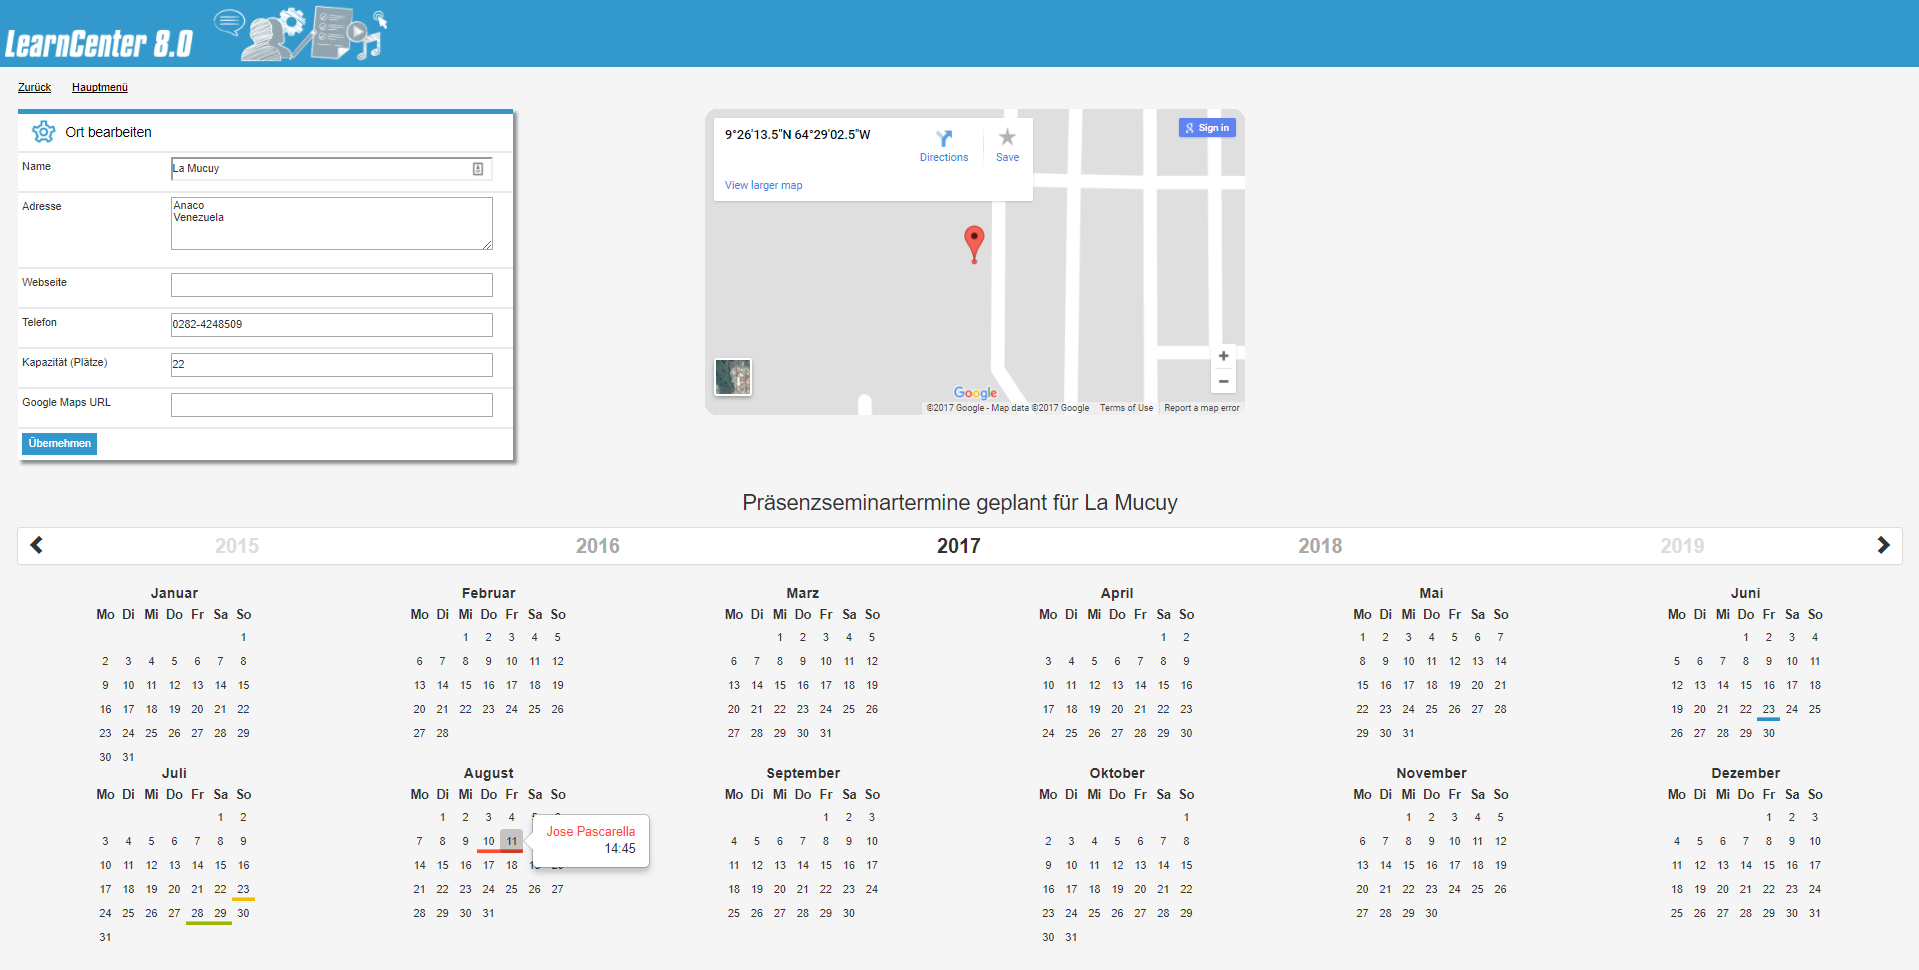 LearnCenter 8.0
Zurück Hauptmenü
Ort bearbeiten
Name La Mucuy
Adresse Anaco
Venezuela
Webseite
Telefon 0282-4248509
Kapazität (Plätze) 22
Google Maps URL
Übernehmen
9°26'13.5"N 64°29'02.5"W
Directions Save
View larger map
Sign in
+
−
Google
©2017 Google - Map data ©2017 Google Terms of Use Report a map error
Präsenzseminartermine geplant für La Mucuy
2015 2016 2017 2018 2019
Januar
Mo Di Mi Do Fr Sa So
1
2 3 4 5 6 7 8
9 10 11 12 13 14 15
16 17 18 19 20 21 22
23 24 25 26 27 28 29
30 31
Februar
Mo Di Mi Do Fr Sa So
1 2 3 4 5
6 7 8 9 10 11 12
13 14 15 16 17 18 19
20 21 22 23 24 25 26
27 28
Marz
Mo Di Mi Do Fr Sa So
1 2 3 4 5
6 7 8 9 10 11 12
13 14 15 16 17 18 19
20 21 22 23 24 25 26
27 28 29 30 31
April
Mo Di Mi Do Fr Sa So
1 2
3 4 5 6 7 8 9
10 11 12 13 14 15 16
17 18 19 20 21 22 23
24 25 26 27 28 29 30
Mai
Mo Di Mi Do Fr Sa So
1 2 3 4 5 6 7
8 9 10 11 12 13 14
15 16 17 18 19 20 21
22 23 24 25 26 27 28
29 30 31
Juni
Mo Di Mi Do Fr Sa So
1 2 3 4
5 6 7 8 9 10 11
12 13 14 15 16 17 18
19 20 21 22 23 24 25
26 27 28 29 30
Juli
Mo Di Mi Do Fr Sa So
1 2
3 4 5 6 7 8 9
10 11 12 13 14 15 16
17 18 19 20 21 22 23
24 25 26 27 28 29 30
31
August
Mo Di Mi Do Fr Sa So
1 2 3 4
7 8 9 10 11
14 15 16 17 18
21 22 23 24 25 26 27
28 29 30 31
Jose Pascarella
14:45
September
Mo Di Mi Do Fr Sa So
1 2 3
4 5 6 7 8 9 10
11 12 13 14 15 16 17
18 19 20 21 22 23 24
25 26 27 28 29 30
Oktober
Mo Di Mi Do Fr Sa So
1
2 3 4 5 6 7 8
9 10 11 12 13 14 15
16 17 18 19 20 21 22
23 24 25 26 27 28 29
30 31
November
Mo Di Mi Do Fr Sa So
1 2 3 4 5
6 7 8 9 10 11 12
13 14 15 16 17 18 19
20 21 22 23 24 25 26
27 28 29 30
Dezember
Mo Di Mi Do Fr Sa So
1 2 3
4 5 6 7 8 9 10
11 12 13 14 15 16 17
18 19 20 21 22 23 24
25 26 27 28 29 30 31